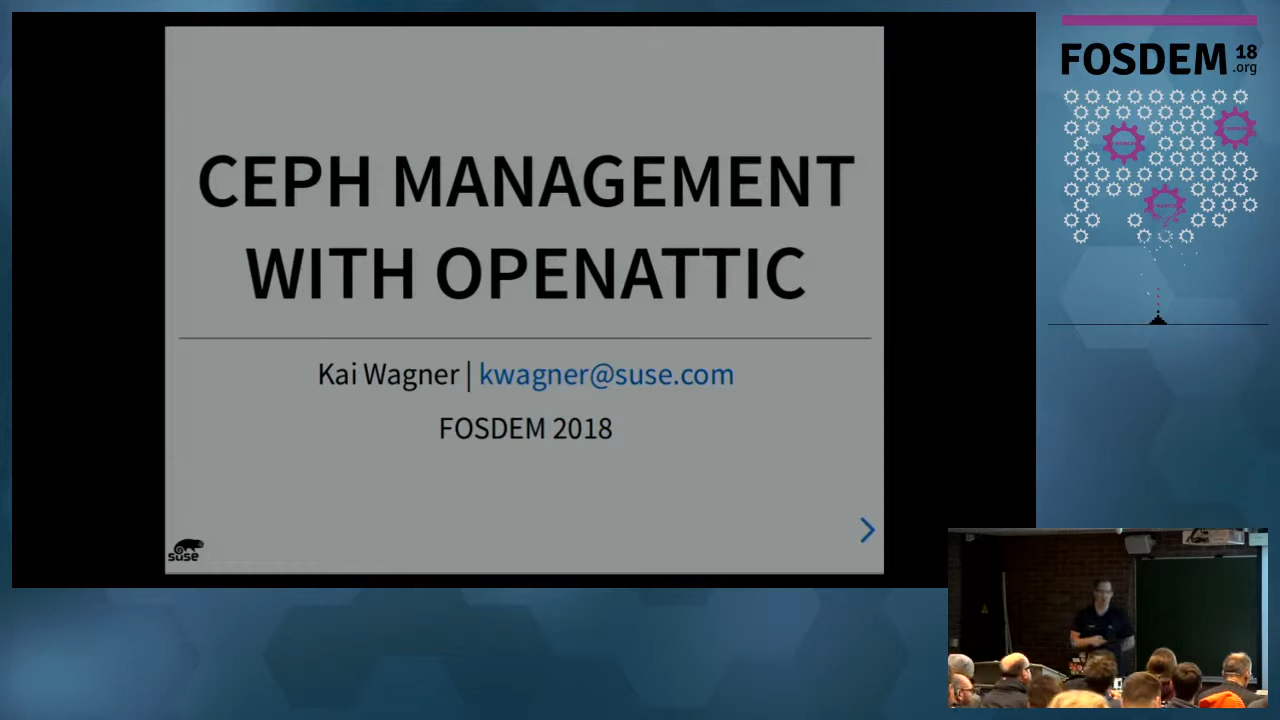 CEPH MANAGEMENT
WITH OPENATTIC
Kai Wagner | kwagner@suse.com
FOSDEM 2018
SUSE
FOSDEM 18
.org